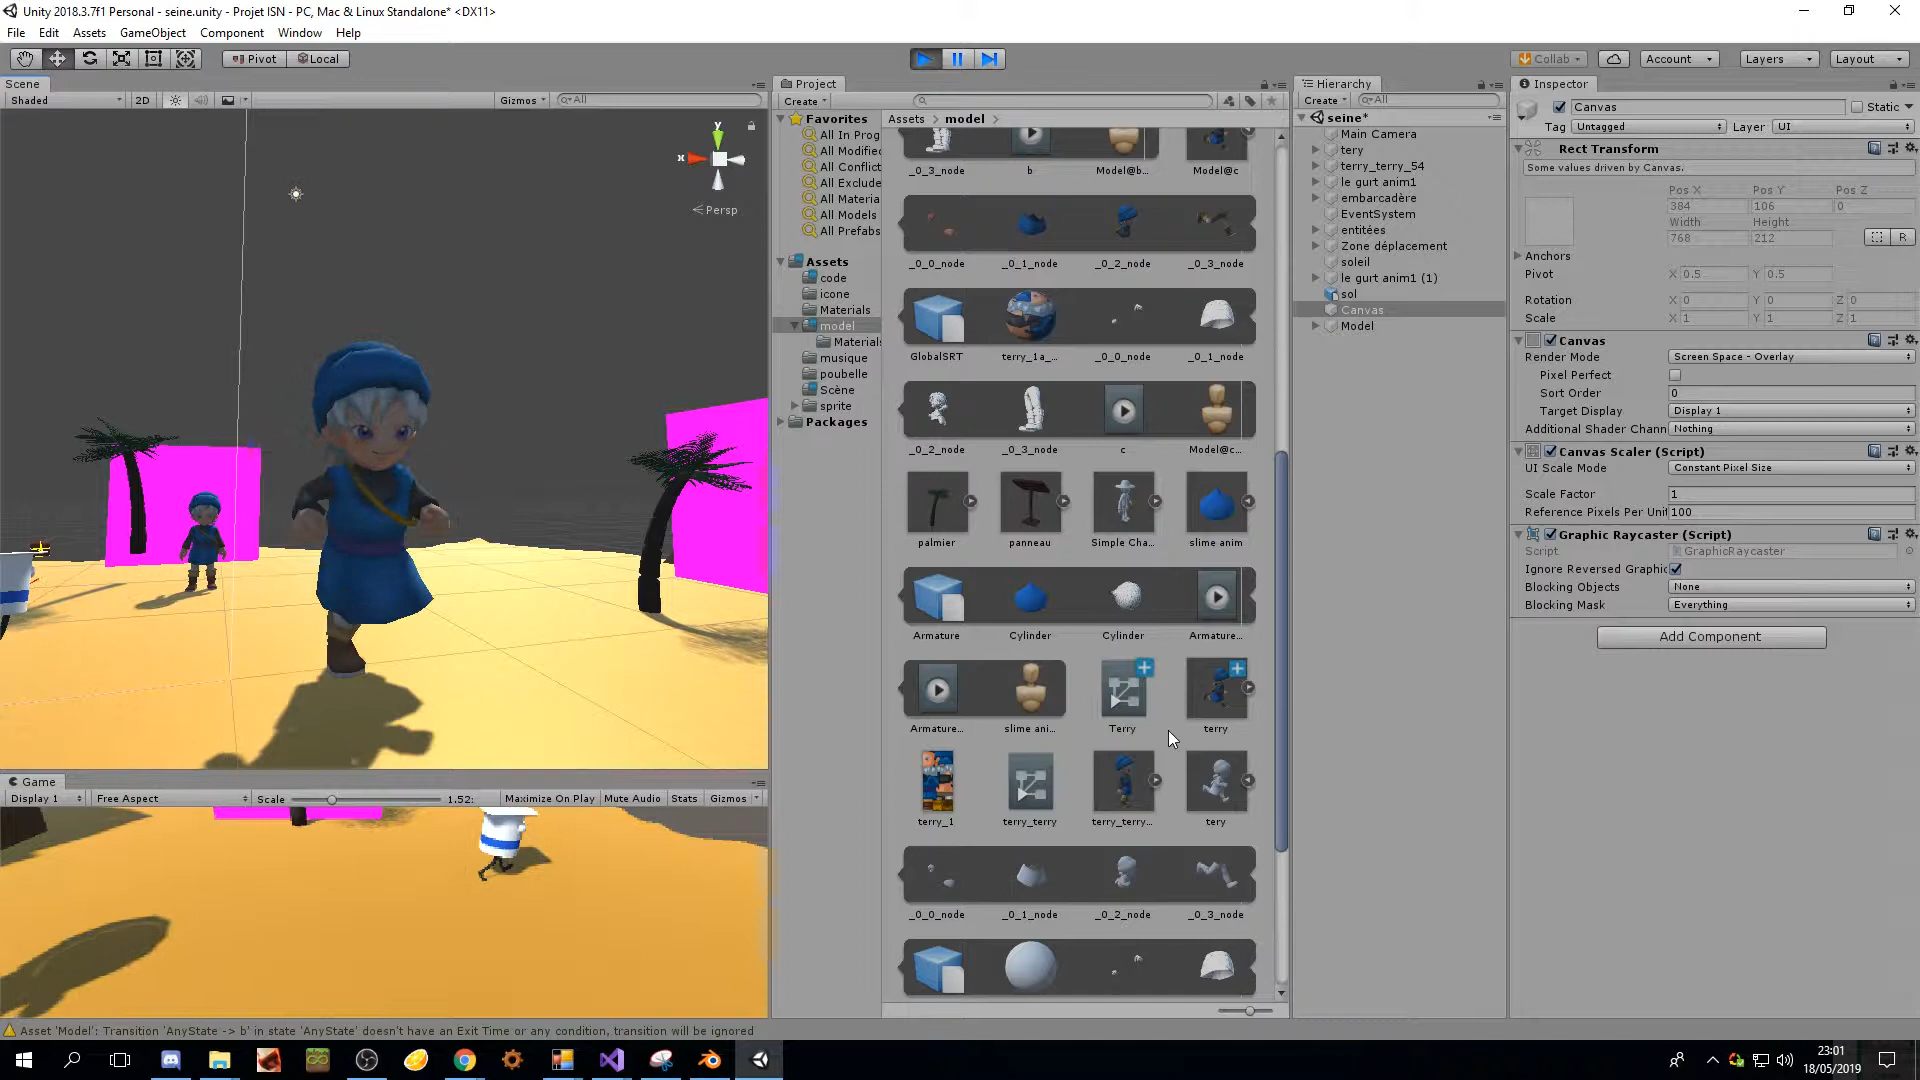 Unity 2018.3.7f1 Personal - seine.unity - Projet ISN - PC, Mac & Linux Standalone* <DX11>
File Edit Assets GameObject Component Window Help
Pivot Local Collab Account Layers Layout
Scene
Shaded 2D Gizmos All
y
x
Persp
Project
Create
Favorites
All In Prog
All Modifie
All Conflict
All Exclude
All Materia
All Models
All Prefabs
Assets
code
icone
Materials
model
Materials
musique
poubelle
Scène
sprite
Packages
Assets model
_0_3_node b Model@b... Model@c
_0_0_node _0_1_node _0_2_node _0_3_node
GlobalSRT terry_1a_... _0_0_node _0_1_node
_0_2_node _0_3_node c Model@c...
palmier panneau Simple Cha... slime anim
Armature Cylinder Cylinder Armature...
Armature... slime ani... Terry terry
terry_1 terry_terry terry_terry... tery
_0_0_node _0_1_node _0_2_node _0_3_node
Hierarchy
Create All
seine*
Main Camera
tery
terry_terry_54
le gurt anim1
embarcadère
EventSystem
entitées
Zone déplacement
soleil
le gurt anim1 (1)
sol
Canvas
Model
Inspector
Canvas Static
Tag Untagged Layer UI
Rect Transform
Some values driven by Canvas.
Pos X Pos Y Pos Z
384 106 0
Width Height
768 212
R
Anchors
Pivot X 0.5 Y 0.5
Rotation X 0 Y 0 Z 0
Scale X 1 Y 1 Z 1
Canvas
Render Mode Screen Space - Overlay
Pixel Perfect
Sort Order 0
Target Display Display 1
Additional Shader Chann Nothing
Canvas Scaler (Script)
UI Scale Mode Constant Pixel Size
Scale Factor 1
Reference Pixels Per Unit 100
Graphic Raycaster (Script)
Script GraphicRaycaster
Ignore Reversed Graphic
Blocking Objects None
Blocking Mask Everything
Add Component
Game
Display 1 Free Aspect Scale 1.52: Maximize On Play Mute Audio Stats Gizmos
Asset 'Model': Transition 'AnyState -> b' in state 'AnyState' doesn't have an Exit Time or any condition, transition will be ignored
23:01
18/05/2019